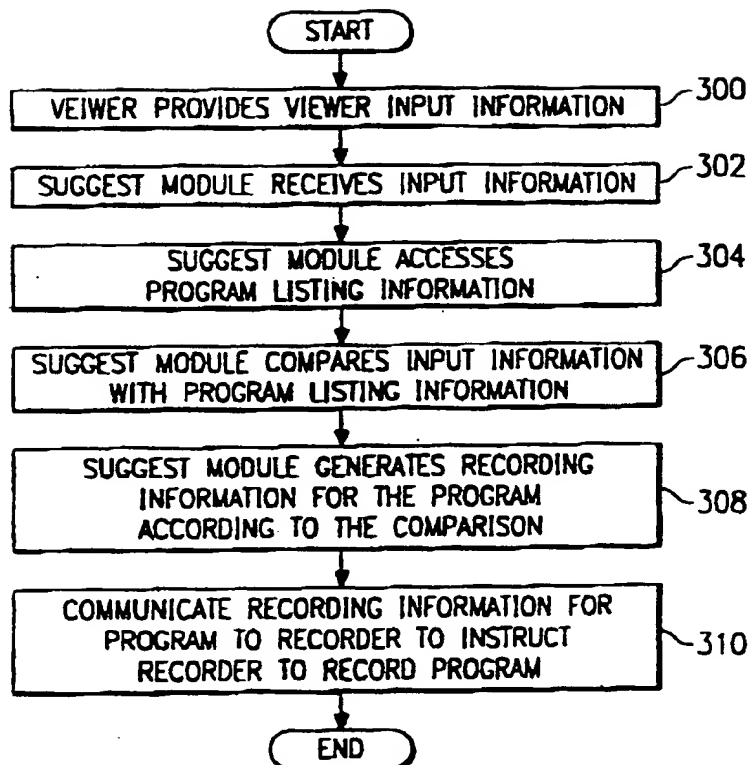 START
VEIWER PROVIDES VIEWER INPUT INFORMATION
300
SUGGEST MODULE RECEIVES INPUT INFORMATION
302
SUGGEST MODULE ACCESSES
PROGRAM LISTING INFORMATION
304
SUGGEST MODULE COMPARES INPUT INFORMATION
WITH PROGRAM LISTING INFORMATION
306
SUGGEST MODULE GENERATES RECORDING
INFORMATION FOR THE PROGRAM
ACCORDING TO THE COMPARISON
308
COMMUNICATE RECORDING INFORMATION FOR
PROGRAM TO RECORDER TO INSTRUCT
RECORDER TO RECORD PROGRAM
310
END